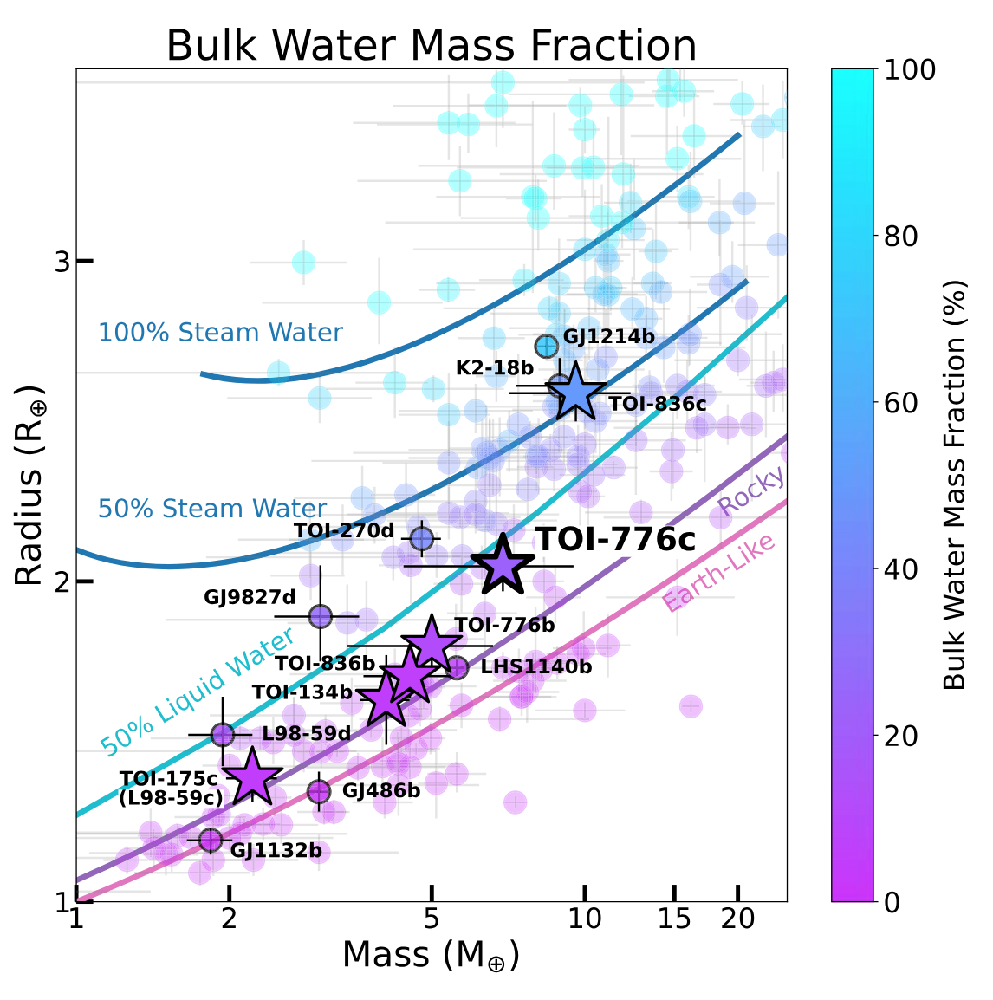 Bulk Water Mass Fraction
100
80
60
40
20
0
Bulk Water Mass Fraction (%)
3
2
1
Radius (R⊕)
1
2
5
10
15
20
Mass (M⊕)
100% Steam Water
GJ1214b
K2-18b
TOI-836c
50% Steam Water
Rocky
TOI-270d
TOI-776c
Earth-Like
GJ9827d
TOI-776b
50% Liquid Water
TOI-836b
LHS1140b
TOI-134b
L98-59d
TOI-175c
(L98-59c)
GJ486b
GJ1132b